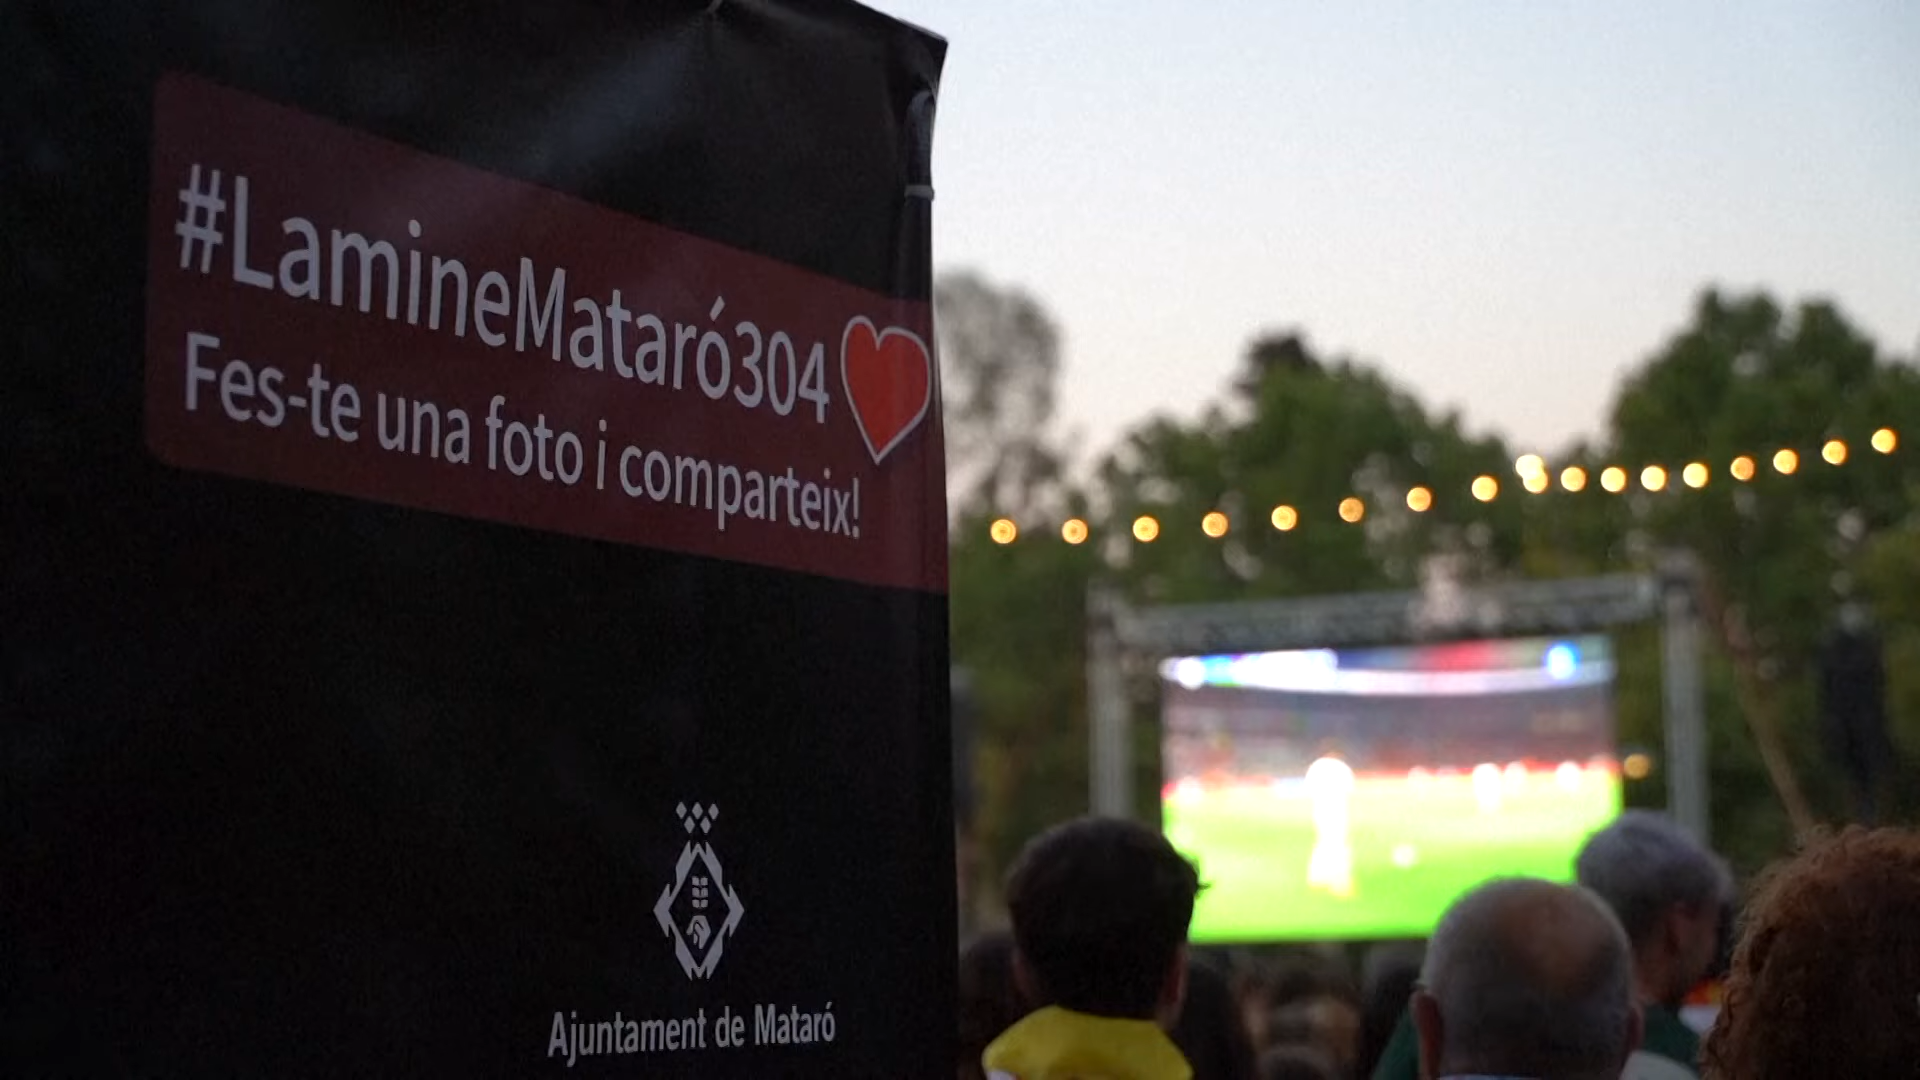 #LamineMataró304
Fes-te una foto i comparteix!
Ajuntament de Mataró